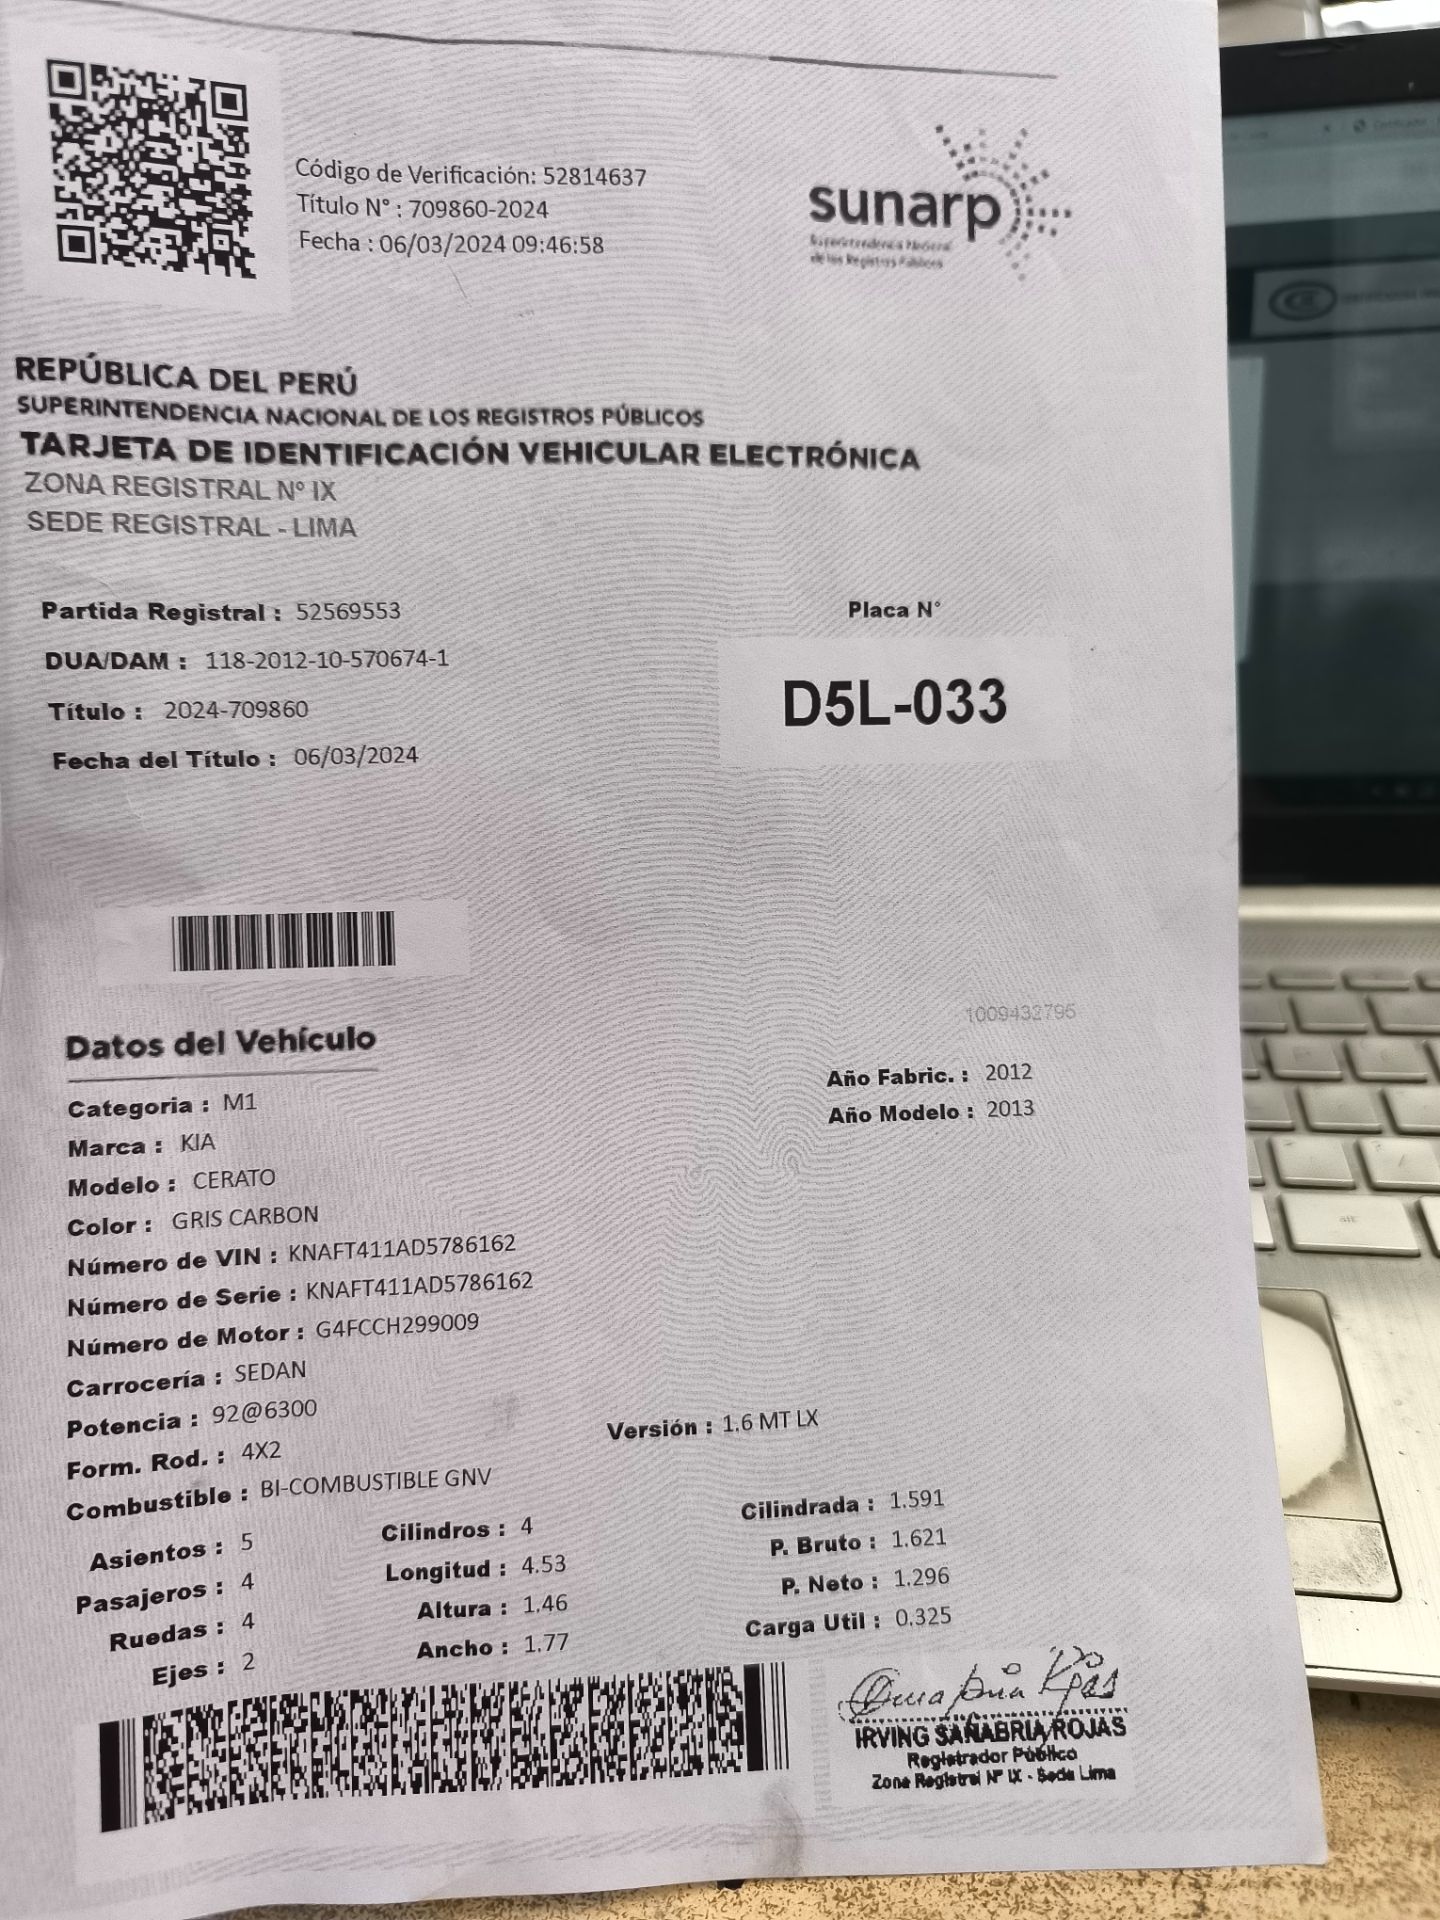 Código de Verificación: 52814637
Título N° : 709860-2024
Fecha : 06/03/2024 09:46:58
sunarp
Superintendencia Nacional
de los Registros Públicos
REPÚBLICA DEL PERÚ
SUPERINTENDENCIA NACIONAL DE LOS REGISTROS PÚBLICOS
TARJETA DE IDENTIFICACIÓN VEHICULAR ELECTRÓNICA
ZONA REGISTRAL Nº IX
SEDE REGISTRAL - LIMA
Partida Registral : 52569553
DUA/DAM : 118-2012-10-570674-1
Título : 2024-709860
Fecha del Título : 06/03/2024
Placa N°
D5L-033
1009432795
Datos del Vehículo
Año Fabric. : 2012
Año Modelo : 2013
Categoria : M1
Marca : KIA
Modelo : CERATO
Color : GRIS CARBON
Número de VIN : KNAFT411AD5786162
Número de Serie : KNAFT411AD5786162
Número de Motor : G4FCCH299009
Carrocería : SEDAN
Potencia : 92@6300
Versión : 1.6 MT LX
Form. Rod. : 4X2
Combustible : BI-COMBUSTIBLE GNV
Asientos : 5 Cilindros : 4 Cilindrada : 1.591
Pasajeros : 4 Longitud : 4.53 P. Bruto : 1.621
Ruedas : 4 Altura : 1.46 P. Neto : 1.296
Ejes : 2 Ancho : 1.77 Carga Util : 0.325
IRVING SANABRIA ROJAS
Registrador Público
Zona Registral Nº IX - Sede Lima
alt